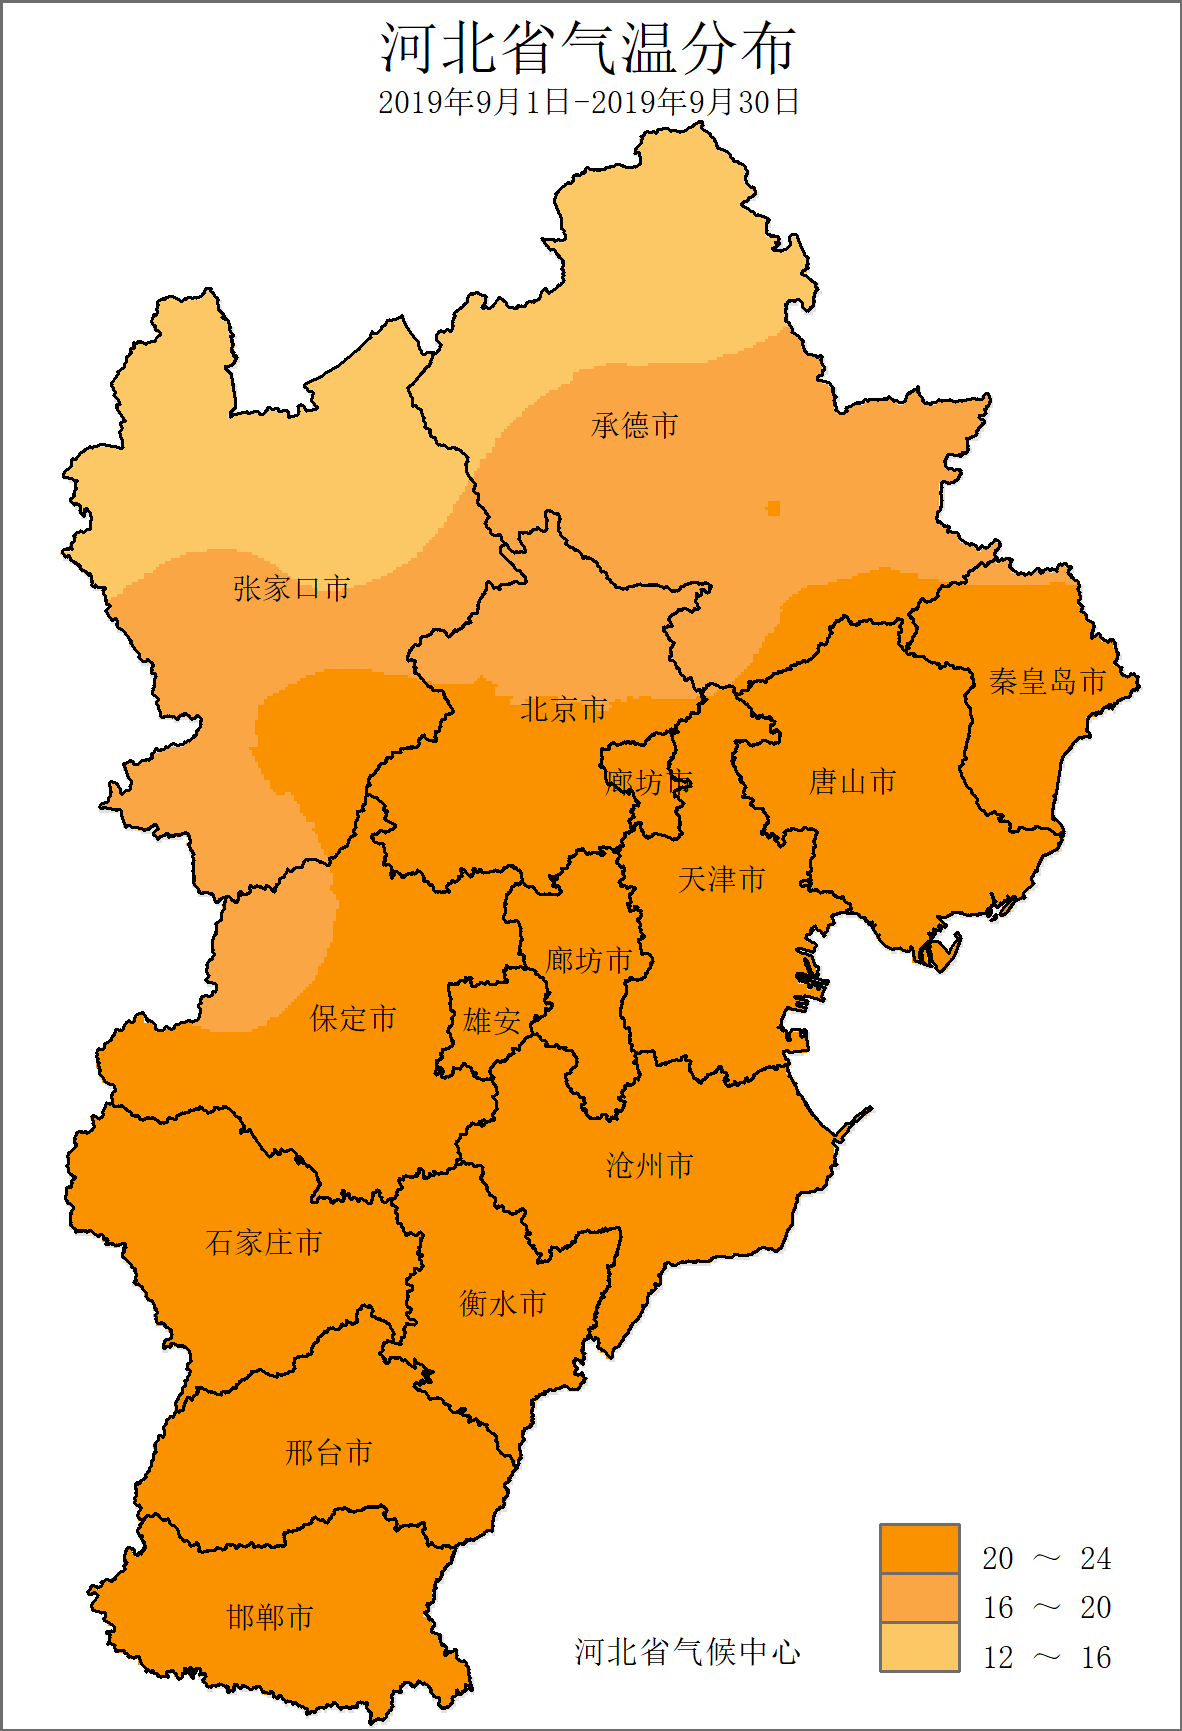 河北省气温分布
2019年9月1日-2019年9月30日
承德市
张家口市
秦皇岛市
北京市
廊坊市
唐山市
天津市
廊坊市
保定市
雄安
沧州市
石家庄市
衡水市
邢台市
邯郸市
20 ～ 24
16 ～ 20
12 ～ 16
河北省气候中心